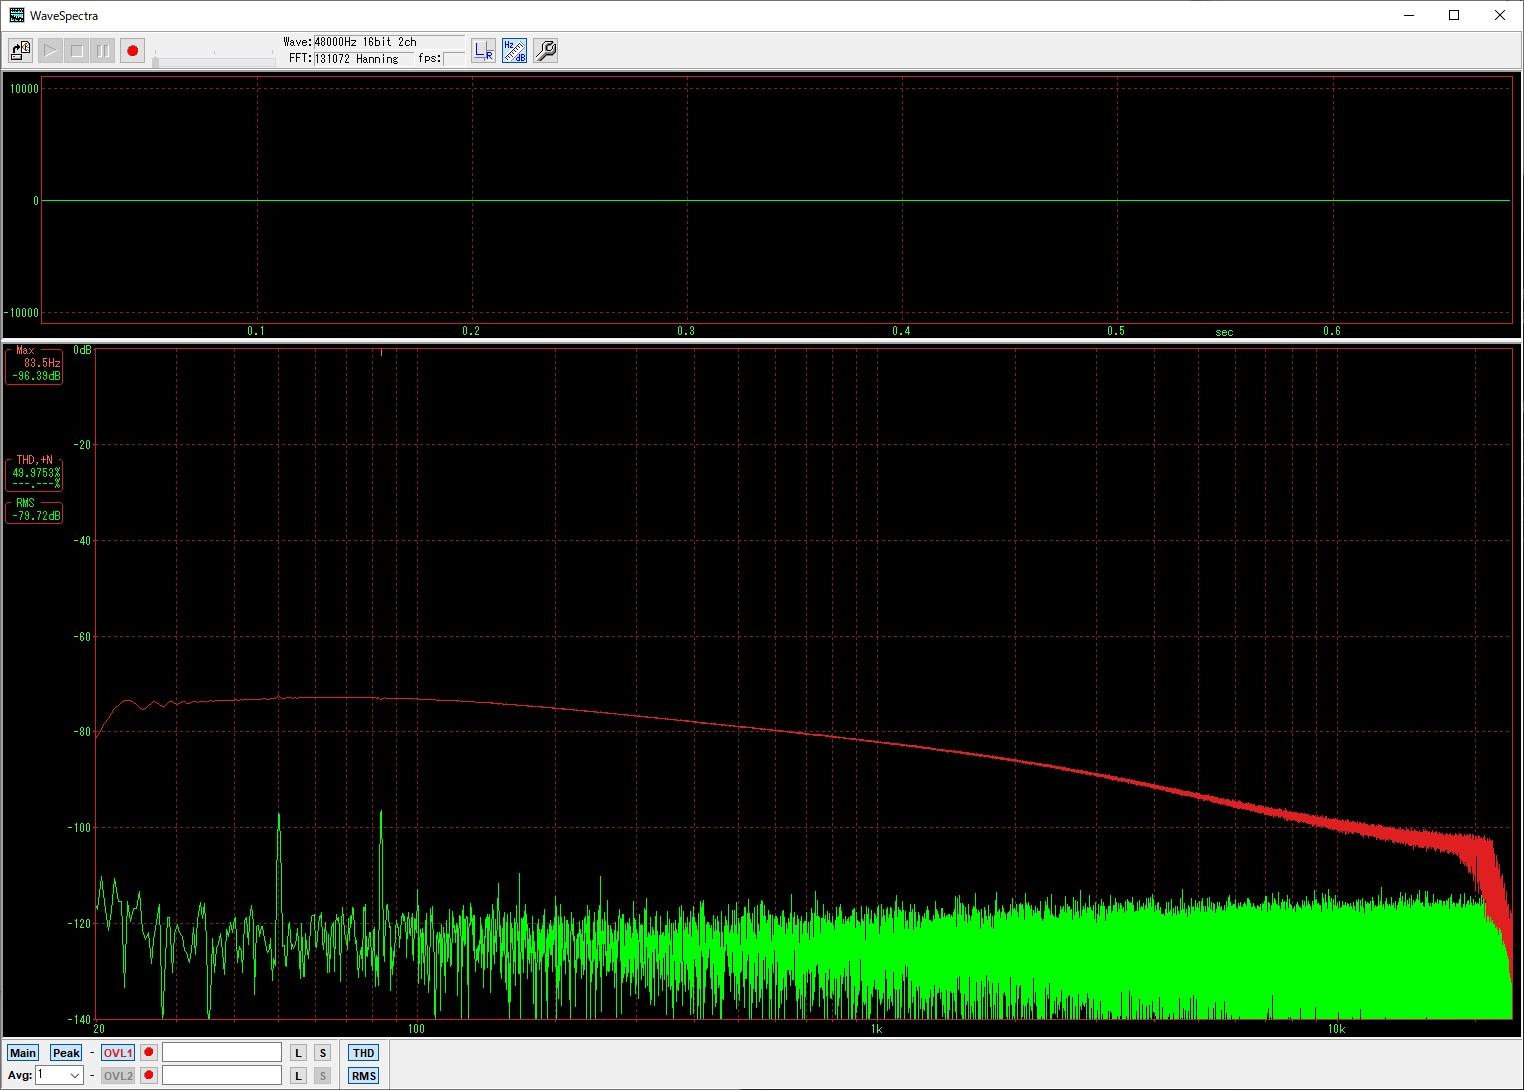 WaveSpectra
Wave: 48000Hz 16bit 2ch
FFT: 131072 Hanning fps:
L R
Hz dB
10000
0
-10000
0.1 0.2 0.3 0.4 0.5 sec 0.6
Max
83.5Hz
-96.39dB
THD,+N
49.9753%
---.---%
RMS
-79.72dB
0dB
-20
-40
-60
-80
-100
-120
-140
20 100 1k 10k
Main Peak - OVL1 L S THD
Avg: 1 - OVL2 L S RMS